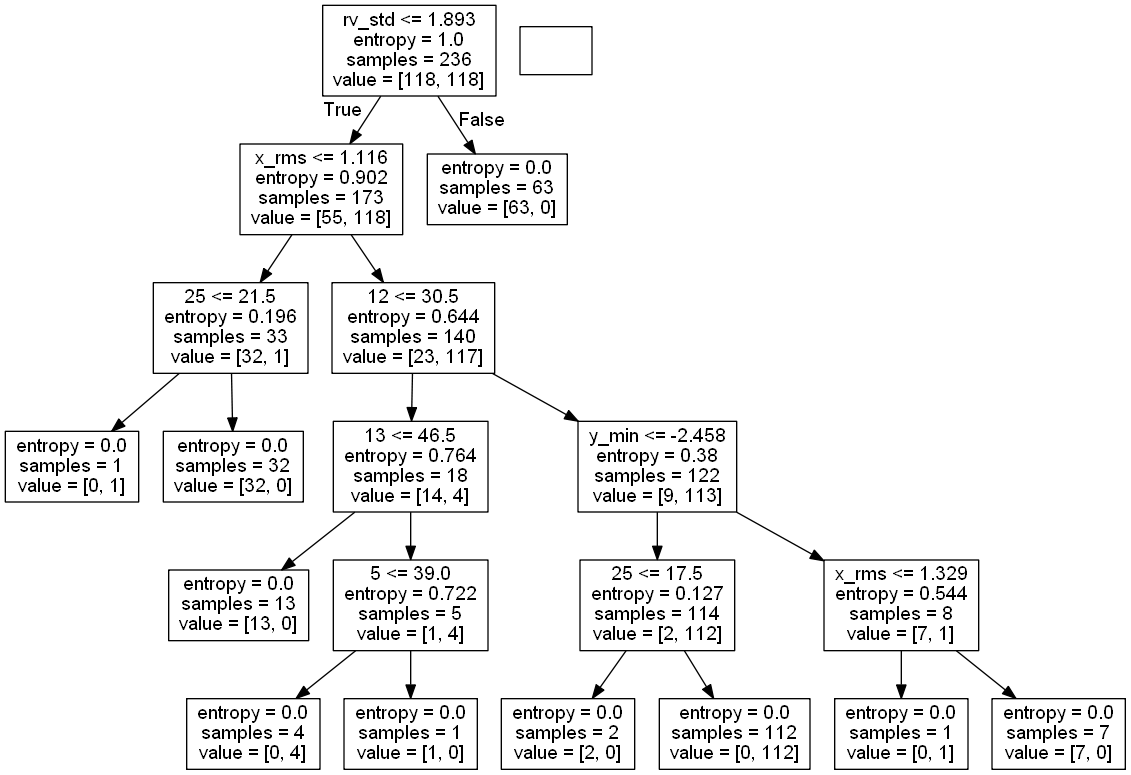 rv_std <= 1.893
entropy = 1.0
samples = 236
value = [118, 118]
True
False
x_rms <= 1.116
entropy = 0.902
samples = 173
value = [55, 118]
entropy = 0.0
samples = 63
value = [63, 0]
25 <= 21.5
entropy = 0.196
samples = 33
value = [32, 1]
12 <= 30.5
entropy = 0.644
samples = 140
value = [23, 117]
entropy = 0.0
samples = 1
value = [0, 1]
entropy = 0.0
samples = 32
value = [32, 0]
13 <= 46.5
entropy = 0.764
samples = 18
value = [14, 4]
y_min <= -2.458
entropy = 0.38
samples = 122
value = [9, 113]
entropy = 0.0
samples = 13
value = [13, 0]
5 <= 39.0
entropy = 0.722
samples = 5
value = [1, 4]
25 <= 17.5
entropy = 0.127
samples = 114
value = [2, 112]
x_rms <= 1.329
entropy = 0.544
samples = 8
value = [7, 1]
entropy = 0.0
samples = 4
value = [0, 4]
entropy = 0.0
samples = 1
value = [1, 0]
entropy = 0.0
samples = 2
value = [2, 0]
entropy = 0.0
samples = 112
value = [0, 112]
entropy = 0.0
samples = 1
value = [0, 1]
entropy = 0.0
samples = 7
value = [7, 0]